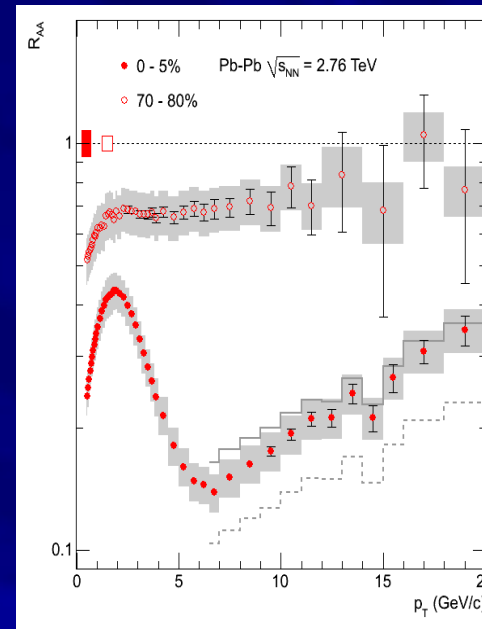 R_AA
0 - 5% Pb-Pb √s_NN = 2.76 TeV
70 - 80%
1
0.1
0 5 10 15
p_T (GeV/c)